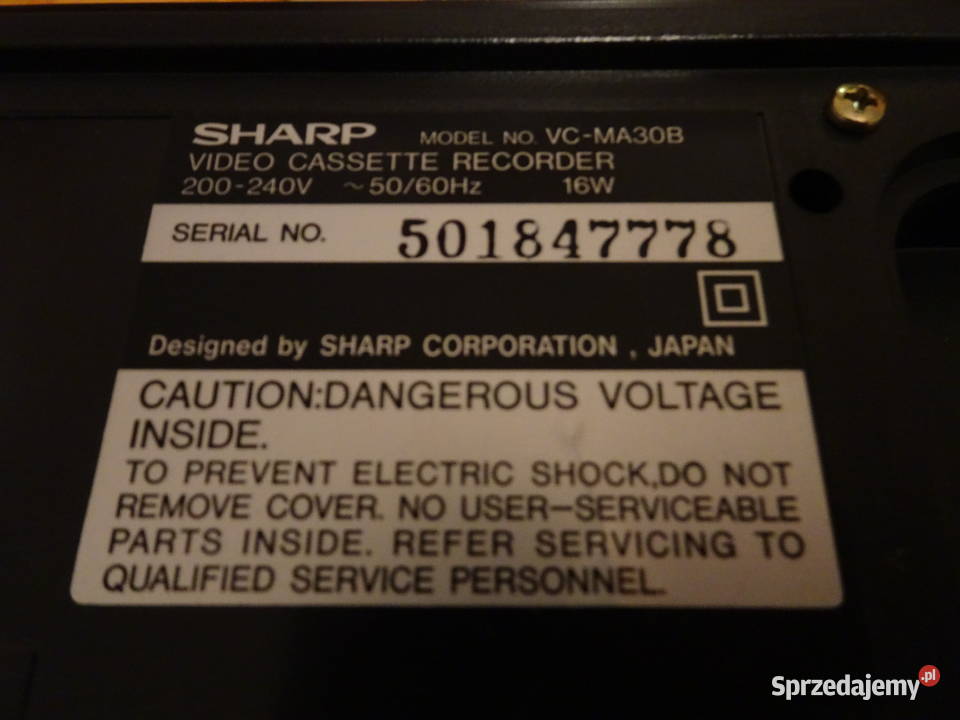 SHARP MODEL NO. VC-MA30B
VIDEO CASSETTE RECORDER
200-240V ~50/60Hz 16W
SERIAL NO. 501847778
Designed by SHARP CORPORATION , JAPAN
CAUTION:DANGEROUS VOLTAGE
INSIDE.
TO PREVENT ELECTRIC SHOCK,DO NOT
REMOVE COVER. NO USER-SERVICEABLE
PARTS INSIDE. REFER SERVICING TO
QUALIFIED SERVICE PERSONNEL.
Sprzedajemy.pl